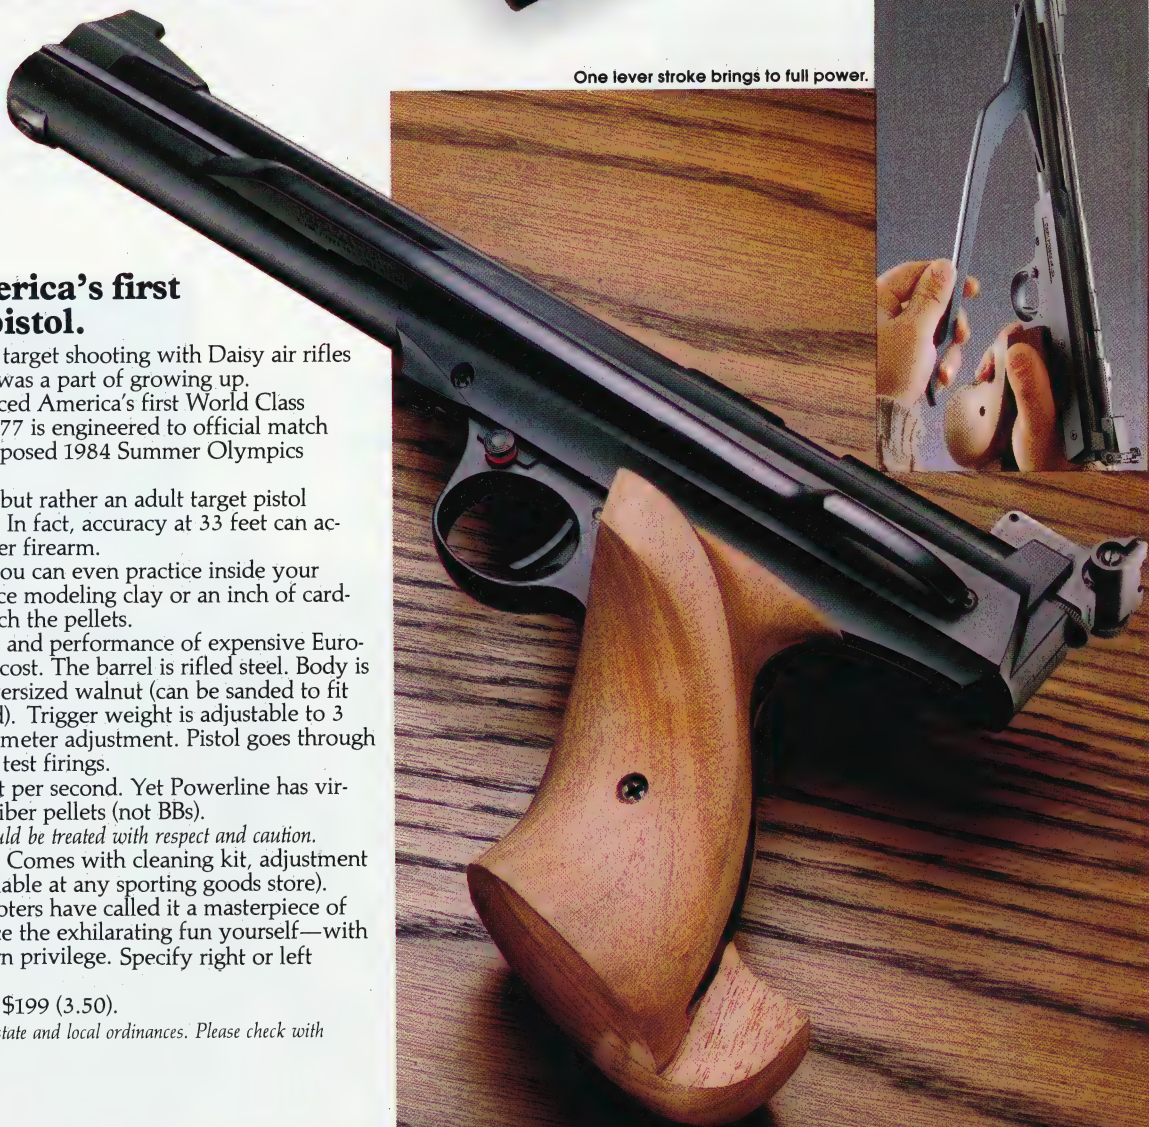 One lever stroke brings to full power.
erica's first
istol.
target shooting with Daisy air rifles
was a part of growing up.
ced America's first World Class
77 is engineered to official match
posed 1984 Summer Olympics
but rather an adult target pistol
In fact, accuracy at 33 feet can ac-
er firearm.
ou can even practice inside your
ce modeling clay or an inch of card-
ch the pellets.
and performance of expensive Euro-
cost. The barrel is rifled steel. Body is
ersized walnut (can be sanded to fit
d). Trigger weight is adjustable to 3
meter adjustment. Pistol goes through
test firings.
t per second. Yet Powerline has vir-
iber pellets (not BBs).
uld be treated with respect and caution.
Comes with cleaning kit, adjustment
lable at any sporting goods store).
oters have called it a masterpiece of
ce the exhilarating fun yourself—with
n privilege. Specify right or left
$199 (3.50).
tate and local ordinances. Please check with